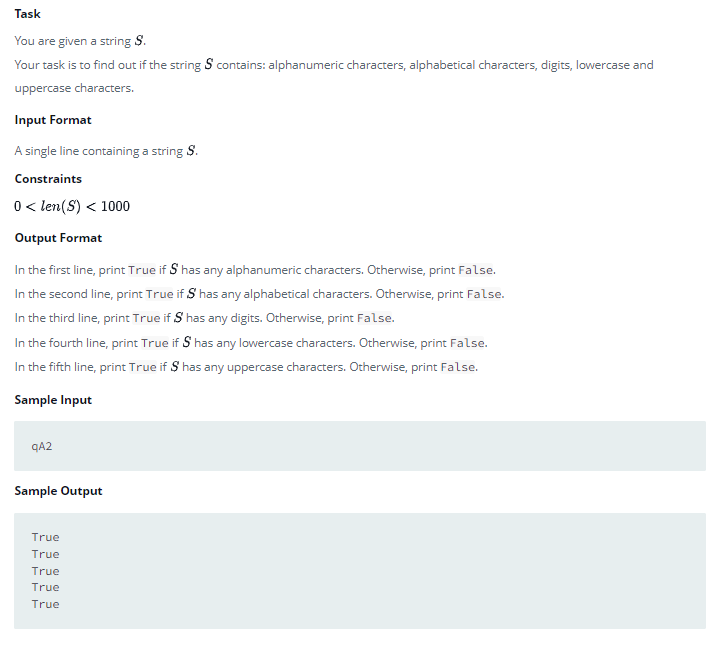 Task
You are given a string S.
Your task is to find out if the string S contains: alphanumeric characters, alphabetical characters, digits, lowercase and
uppercase characters.
Input Format
A single line containing a string S.
Constraints
0 < len(S) < 1000
Output Format
In the first line, print True if S has any alphanumeric characters. Otherwise, print False.
In the second line, print True if S has any alphabetical characters. Otherwise, print False.
In the third line, print True if S has any digits. Otherwise, print False.
In the fourth line, print True if S has any lowercase characters. Otherwise, print False.
In the fifth line, print True if S has any uppercase characters. Otherwise, print False.
Sample Input
qA2
Sample Output
True
True
True
True
True